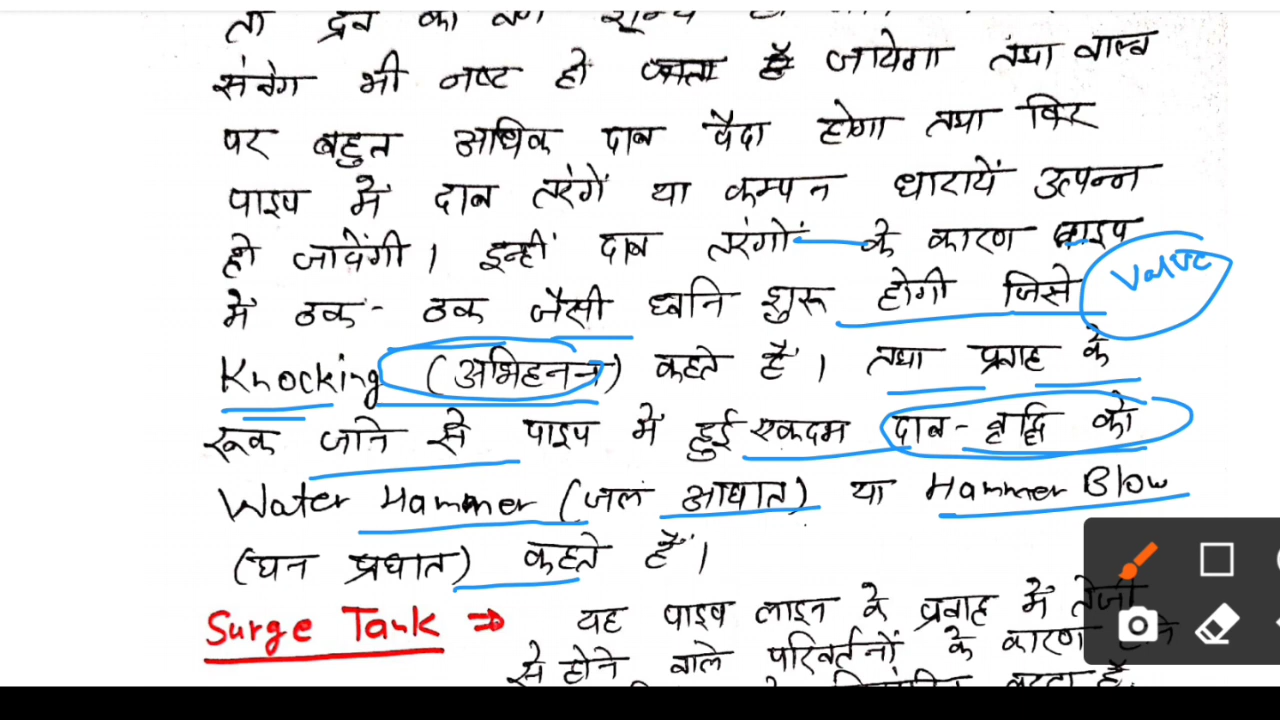 तो द्रव का वेग शून्य हो
संवेग भी नष्ट हो जाता है जायेगा तथा वाल्व
पर बहुत अधिक दाब पैदा होगा तथा फिर
पाइप में दाब तरंगें या कम्पन धारायें उत्पन्न
हो जायेंगी। इन्हीं दाब तरंगों के कारण पाइप
में ठक-ठक जैसी ध्वनि शुरू होगी जिसे
Valve
Knocking (अभिहनन) कहते हैं। तथा प्रवाह के
रूक जाने से पाइप में हुई एकदम दाब-वृद्धि को
Water Hammer (जल आघात) या Hammer Blow
(घन प्रघात) कहते हैं।
Surge Tank ⇒ यह पाइप लाइन के प्रवाह में तेजी
से होने वाले परिवर्तनों के कारण
करता है